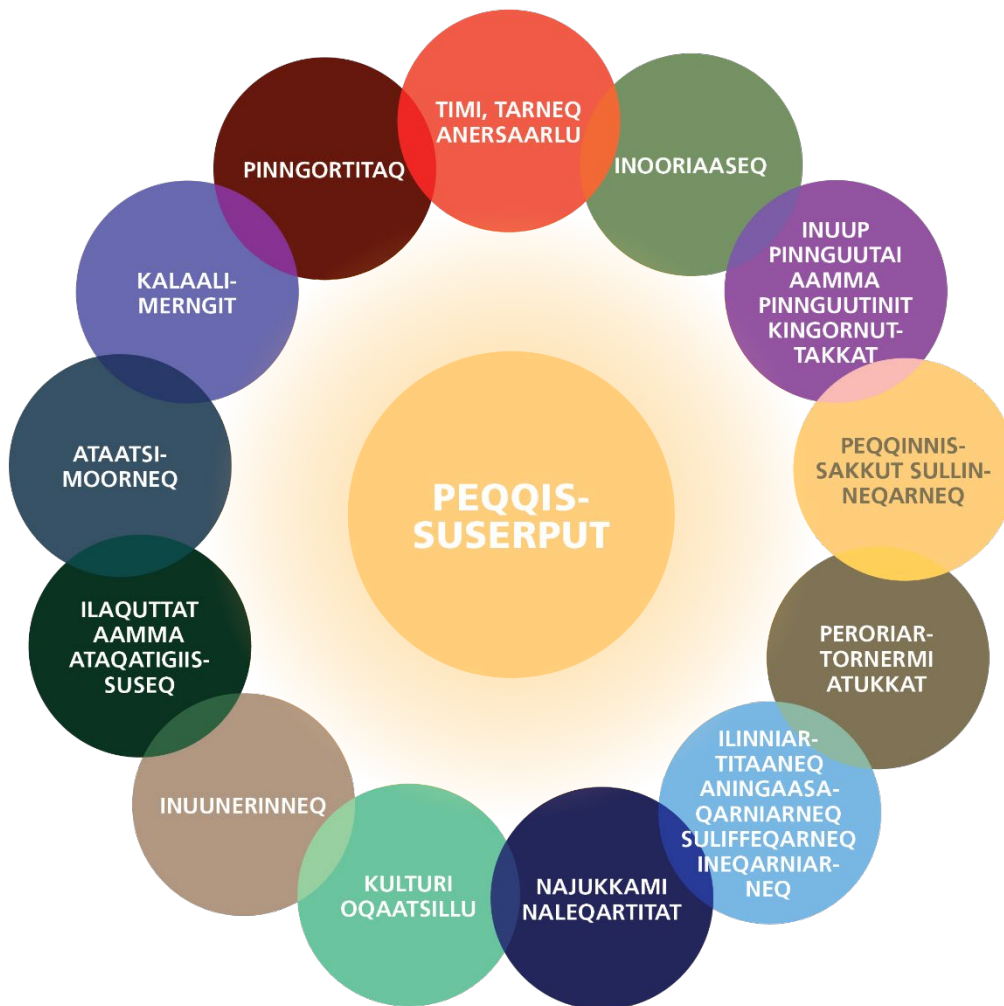 TIMI, TARNEQ
ANERSAARLU
INOORIAASEQ
INUUP
PINNGUUTAI
AAMMA
PINNGUUTINIT
KINGORNUT-
TAKKAT
PEQQINNIS-
SAKKUT SULLIN-
NEQARNEQ
PERORIAR-
TORNERMI
ATUKKAT
ILINNIAR-
TITAANEQ
ANINGAASA-
QARNIARNEQ
SULIFFEQARNEQ
INEQARNIAR-
NEQ
NAJUKKAMI
NALEQARTITAT
KULTURI
OQAATSILLU
INUUNERINNEQ
ILAQUTTAT
AAMMA
ATAQATIGIIS-
SUSEQ
ATAATSI-
MOORNEQ
KALAALI-
MERNGIT
PINNGORTITAQ
PEQQIS-
SUSERPUT